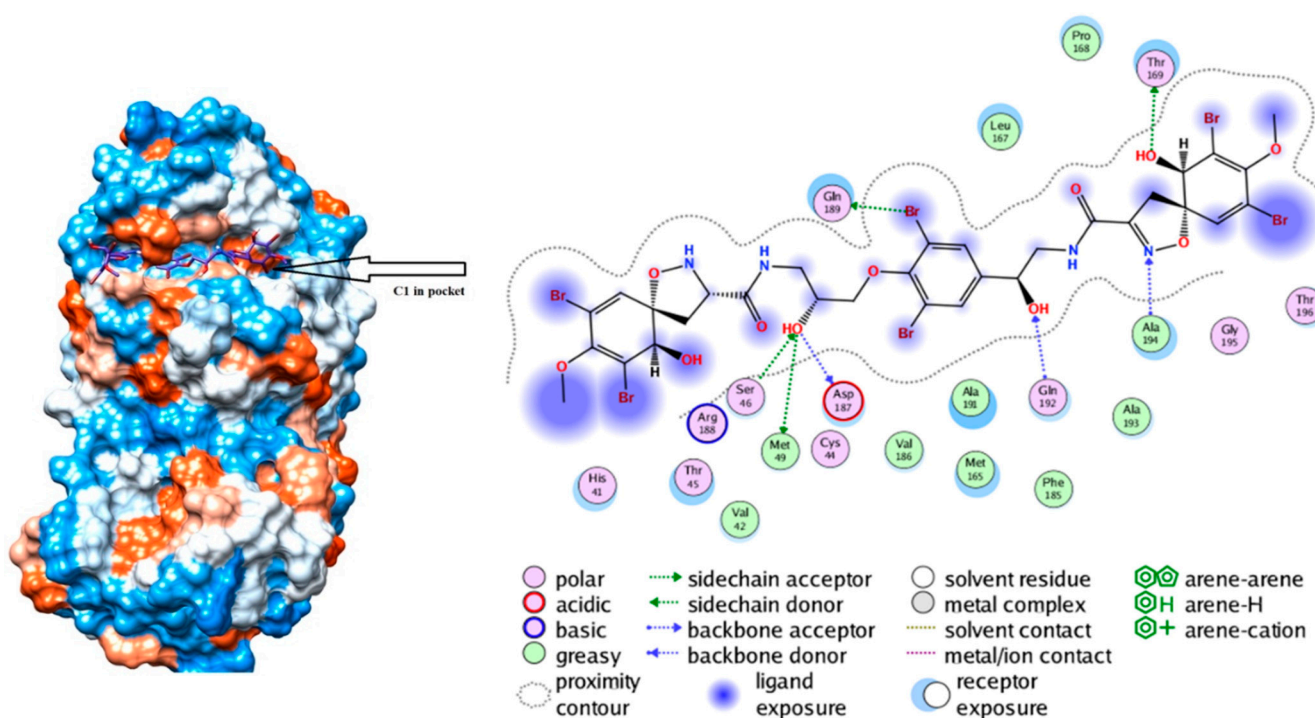 C1 in pocket
Pro
168
Thr
169
Br
H
HO
O
Leu
167
Gln
189
Br
O
N
O
Br
H
N
H
N
O
N
H
O
Br
O
Br
O
HO
Br
OH
Ala
194
Gly
195
Thr
196
O
Br
H
OH
Ser
46
Asp
187
Ala
191
Gln
192
Ala
193
Arg
188
Met
49
Cys
44
Val
186
Met
165
Phe
185
His
41
Thr
45
Val
42
polar
sidechain acceptor
solvent residue
arene-arene
acidic
sidechain donor
metal complex
H arene-H
basic
backbone acceptor
solvent contact
+ arene-cation
greasy
backbone donor
metal/ion contact
proximity
contour
ligand
exposure
receptor
exposure